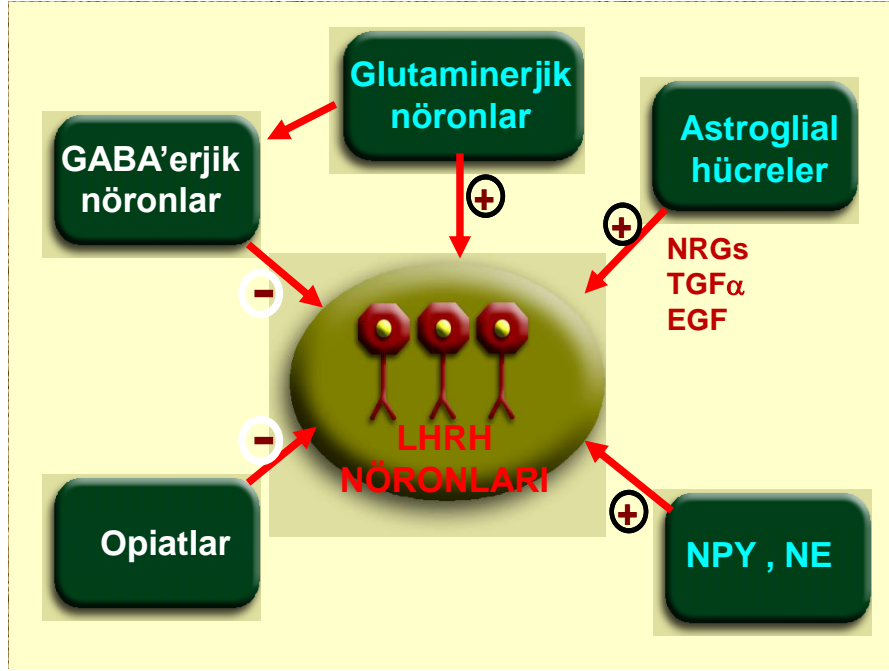 Glutaminerjik
nöronlar
Astroglial
hücreler
GABA’erjik
nöronlar
+
+
NRGs
TGFα
EGF
-
-
LHRH
NÖRONLARI
+
Opiatlar
NPY , NE